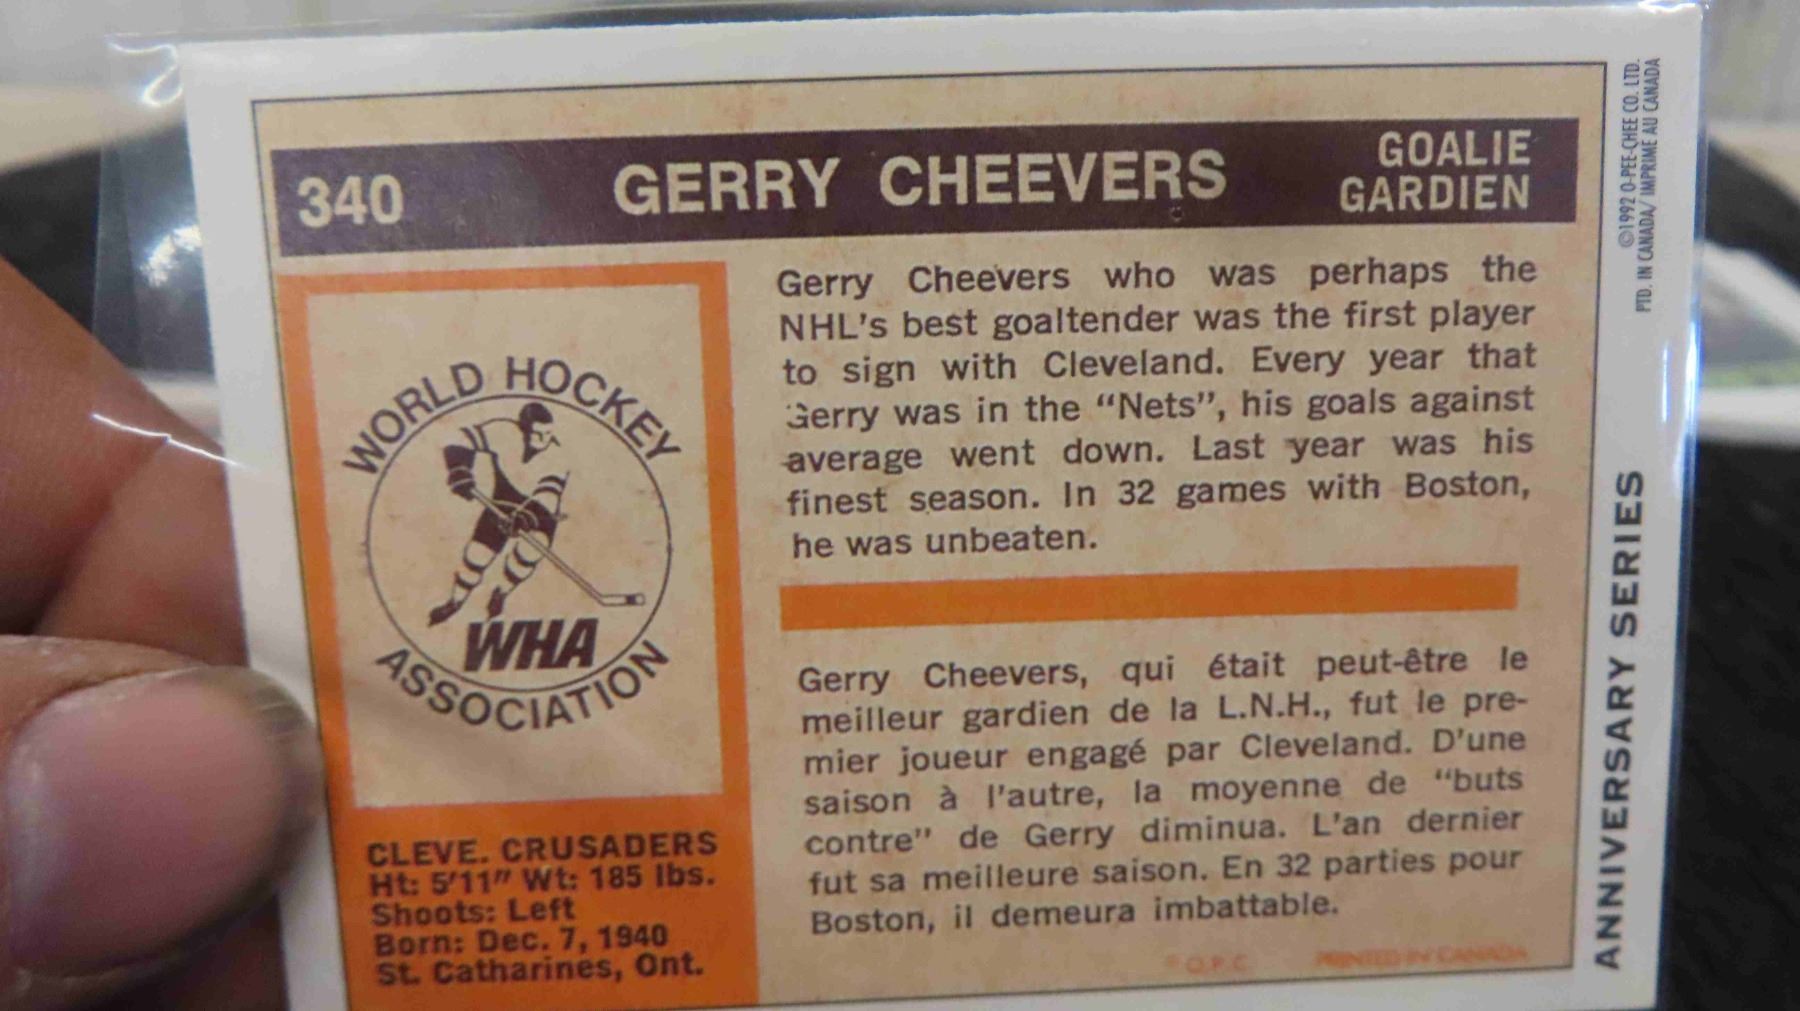 340 GERRY CHEEVERS
GOALIE
GARDIEN
WORLD HOCKEY
WHA
ASSOCIATION
CLEVE. CRUSADERS
Ht: 5'11" Wt: 185 lbs.
Shoots: Left
Born: Dec. 7, 1940
St. Catharines, Ont.
Gerry Cheevers who was perhaps the
NHL's best goaltender was the first player
to sign with Cleveland. Every year that
Gerry was in the "Nets", his goals against
average went down. Last year was his
finest season. In 32 games with Boston,
he was unbeaten.
Gerry Cheevers, qui était peut-être le
meilleur gardien de la L.N.H., fut le pre-
mier joueur engagé par Cleveland. D'une
saison à l'autre, la moyenne de "buts
contre" de Gerry diminua. L'an dernier
fut sa meilleure saison. En 32 parties pour
Boston, il demeura imbattable.
© O.P.C. PRINTED IN CANADA
©1992 O-PEE-CHEE CO. LTD.
PTD. IN CANADA/ IMPRIME AU CANADA
ANNIVERSARY SERIES